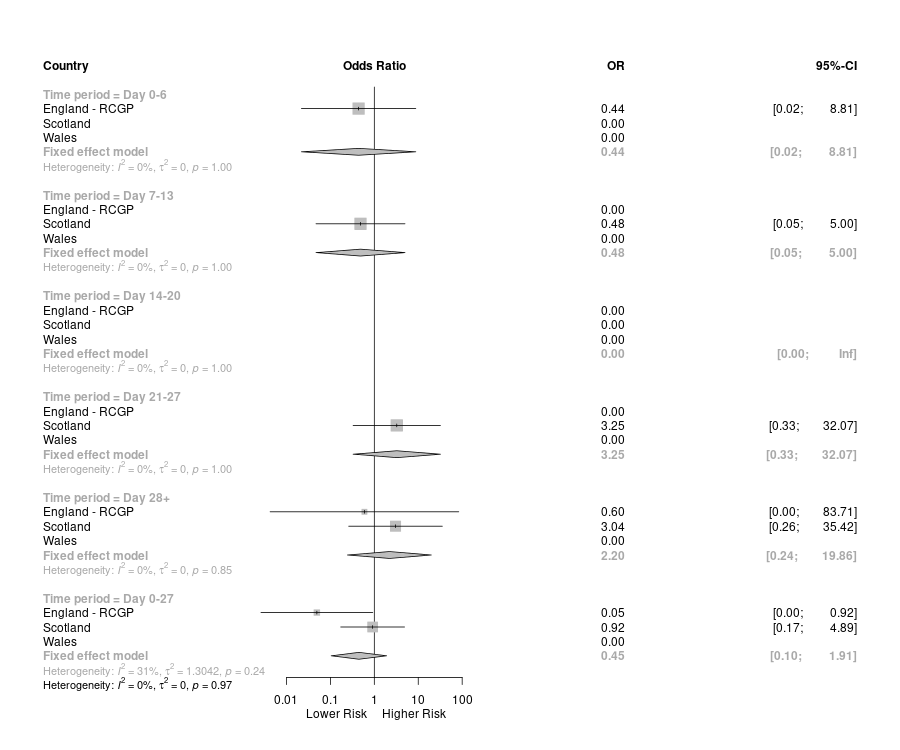 Country Odds Ratio OR 95%-CI
Time period = Day 0-6
England - RCGP 0.44 [0.02; 8.81]
Scotland 0.00
Wales 0.00
Fixed effect model 0.44 [0.02; 8.81]
Heterogeneity: I² = 0%, τ² = 0, p = 1.00
Time period = Day 7-13
England - RCGP 0.00
Scotland 0.48 [0.05; 5.00]
Wales 0.00
Fixed effect model 0.48 [0.05; 5.00]
Heterogeneity: I² = 0%, τ² = 0, p = 1.00
Time period = Day 14-20
England - RCGP 0.00
Scotland 0.00
Wales 0.00
Fixed effect model 0.00 [0.00; Inf]
Heterogeneity: I² = 0%, τ² = 0, p = 1.00
Time period = Day 21-27
England - RCGP 0.00
Scotland 3.25 [0.33; 32.07]
Wales 0.00
Fixed effect model 3.25 [0.33; 32.07]
Heterogeneity: I² = 0%, τ² = 0, p = 1.00
Time period = Day 28+
England - RCGP 0.60 [0.00; 83.71]
Scotland 3.04 [0.26; 35.42]
Wales 0.00
Fixed effect model 2.20 [0.24; 19.86]
Heterogeneity: I² = 0%, τ² = 0, p = 0.85
Time period = Day 0-27
England - RCGP 0.05 [0.00; 0.92]
Scotland 0.92 [0.17; 4.89]
Wales 0.00
Fixed effect model 0.45 [0.10; 1.91]
Heterogeneity: I² = 31%, τ² = 1.3042, p = 0.24
Heterogeneity: I² = 0%, τ² = 0, p = 0.97
0.01 0.1 1 10 100
Lower Risk Higher Risk